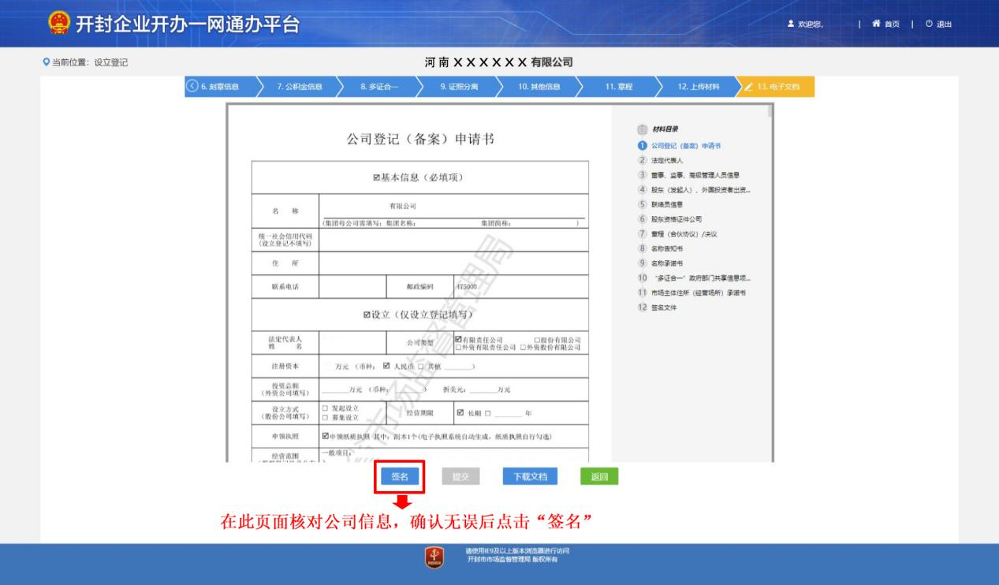 开封企业开办一网通办平台
欢迎您, | 首页 | 退出
当前位置：设立登记
河南XXXXXX有限公司
6. 刻章信息 7. 公积金信息 8. 多证合一 9. 证照分离 10. 其他信息 11. 章程 12. 上传材料 13. 电子文档
公司登记（备案）申请书
☑基本信息（必填项）
名 称
有限公司
(集团母公司需填写：集团名称： 集团简称： )
统一社会信用代码
(设立登记不填写)
住 所
联系电话 邮政编码 475000
☑设立（仅设立登记填写）
法定代表人
姓 名
公司类型
☑有限责任公司 □股份有限公司
□外资有限责任公司 □外资股份有限公司
注册资本 万元 （币种： ☑ 人民币 □ 其他 ______）
投资总额
（外资公司填写）
______万元 （币种：______） 折美元：______万元
设立方式
（股份公司填写）
□ 发起设立
□ 募集设立
经营期限 ☑ 长期 □ ______ 年
申领执照 ☑申领纸质执照 其中：副本1个(电子执照系统自动生成、纸质执照自行勾选)
经营范围
一般项目：
市场监督管理局
材料目录
1 公司登记（备案）申请书
2 法定代表人
3 董事、监事、高级管理人员信息
4 股东（发起人）、外国投资者出资...
5 联络员信息
6 股东资格证件公司
7 章程（合伙协议）/决议
8 名称告知书
9 名称承诺书
10 “多证合一”政府部门共享信息项...
11 市场主体住所（经营场所）承诺书
12 签名文件
签名 提交 下载文档 返回
在此页面核对公司信息，确认无误后点击“签名”
请使用IE9及以上版本浏览器进行访问
开封市市场监督管理局 版权所有